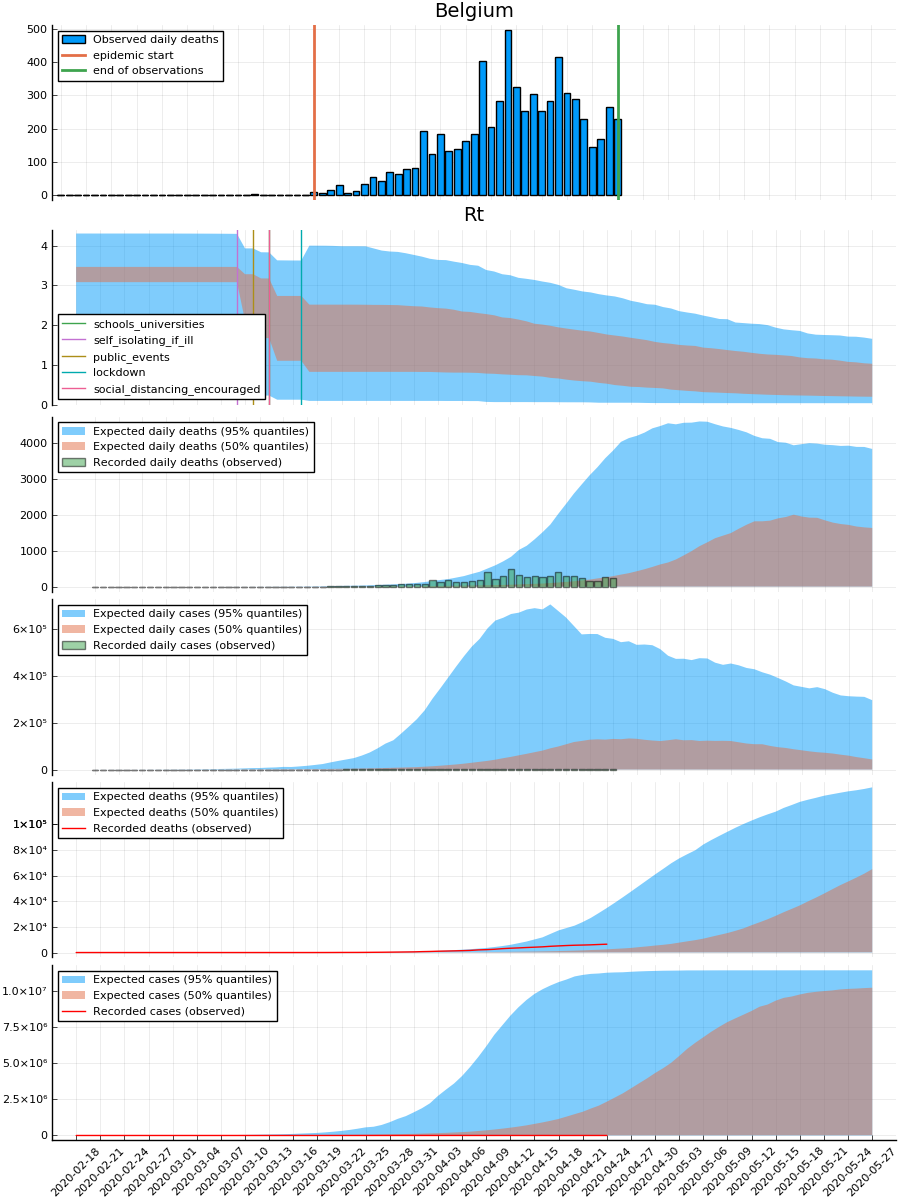 Belgium
500
400
300
200
100
0
Observed daily deaths
epidemic start
end of observations
Rt
4
3
2
1
0
schools_universities
self_isolating_if_ill
public_events
lockdown
social_distancing_encouraged
4000
3000
2000
1000
0
Expected daily deaths (95% quantiles)
Expected daily deaths (50% quantiles)
Recorded daily deaths (observed)
6×10⁵
4×10⁵
2×10⁵
0
Expected daily cases (95% quantiles)
Expected daily cases (50% quantiles)
Recorded daily cases (observed)
1×10⁵
8×10⁴
6×10⁴
4×10⁴
2×10⁴
0
Expected deaths (95% quantiles)
Expected deaths (50% quantiles)
Recorded deaths (observed)
1.0×10⁷
7.5×10⁶
5.0×10⁶
2.5×10⁶
0
Expected cases (95% quantiles)
Expected cases (50% quantiles)
Recorded cases (observed)
2020-02-18
2020-02-21
2020-02-24
2020-02-27
2020-03-01
2020-03-04
2020-03-07
2020-03-10
2020-03-13
2020-03-16
2020-03-19
2020-03-22
2020-03-25
2020-03-28
2020-03-31
2020-04-03
2020-04-06
2020-04-09
2020-04-12
2020-04-15
2020-04-18
2020-04-21
2020-04-24
2020-04-27
2020-04-30
2020-05-03
2020-05-06
2020-05-09
2020-05-12
2020-05-15
2020-05-18
2020-05-21
2020-05-24
2020-05-27